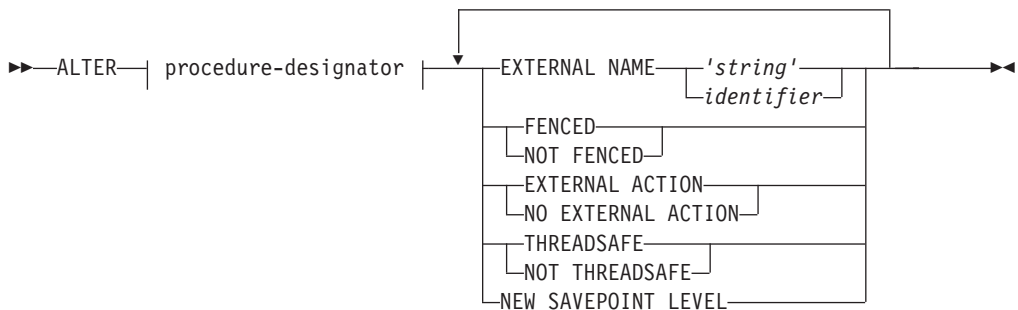 ALTER procedure-designator EXTERNAL NAME 'string'
identifier
FENCED
NOT FENCED
EXTERNAL ACTION
NO EXTERNAL ACTION
THREADSAFE
NOT THREADSAFE
NEW SAVEPOINT LEVEL